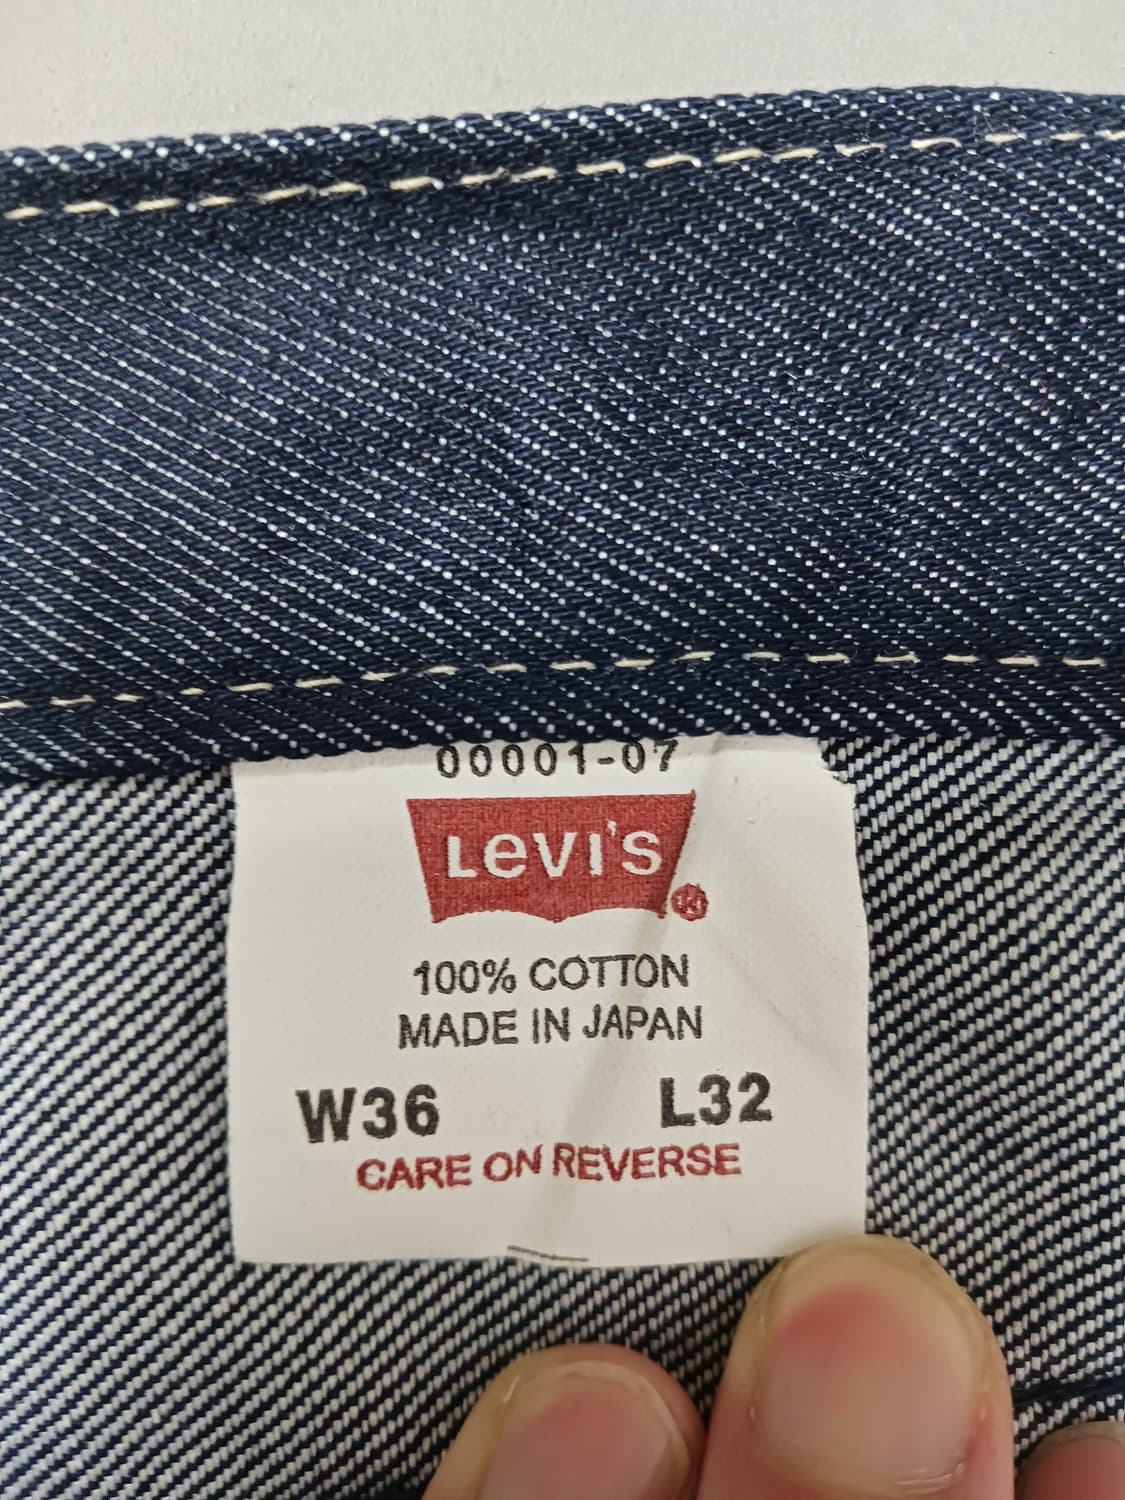 00001-07
Levi's
100% COTTON
MADE IN JAPAN
W36 L32
CARE ON REVERSE